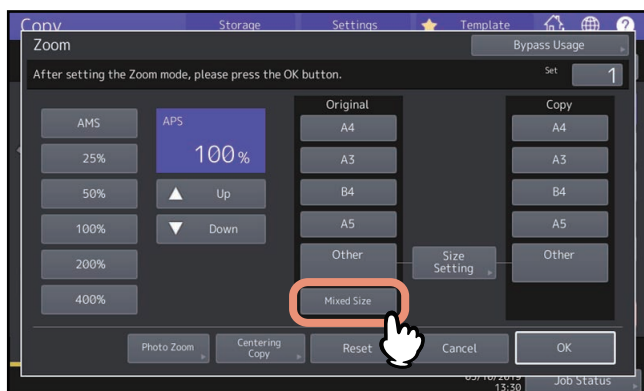 Copy
Storage
Settings
Template
Zoom
Bypass Usage
After setting the Zoom mode, please press the OK button.
Set
1
AMS
25%
50%
100%
200%
400%
APS
100 %
Up
Down
Original
A4
A3
B4
A5
Other
Mixed Size
Size
Setting
Copy
A4
A3
B4
A5
Other
Photo Zoom
Centering
Copy
Reset
Cancel
OK
13:30
Job Status